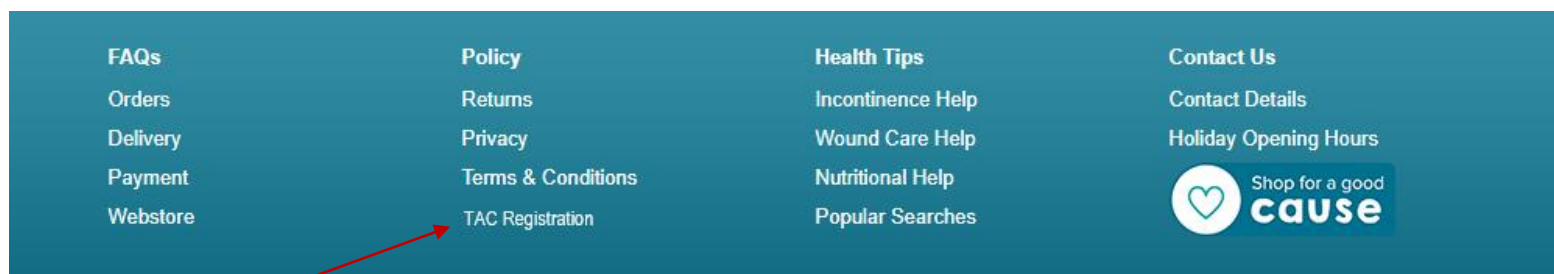 FAQs
Orders
Delivery
Payment
Webstore
Policy
Returns
Privacy
Terms & Conditions
TAC Registration
Health Tips
Incontinence Help
Wound Care Help
Nutritional Help
Popular Searches
Contact Us
Contact Details
Holiday Opening Hours
Shop for a good
cause